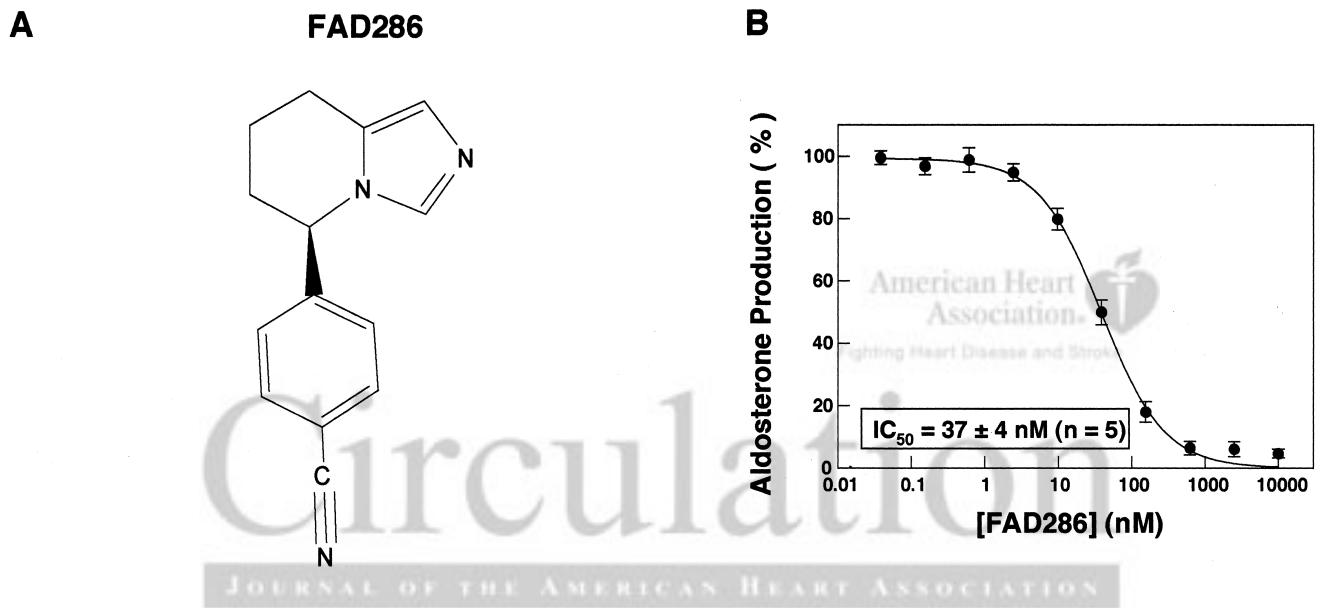 A
FAD286
N
N
C
N
B
Aldosterone Production ( % )
100
80
60
40
20
0
0.01 0.1 1 10 100 1000 10000
[FAD286] (nM)
IC50 = 37 ± 4 nM (n = 5)
American Heart
Association®
Fighting Heart Disease and Stroke
Circulation
JOURNAL OF THE AMERICAN HEART ASSOCIATION